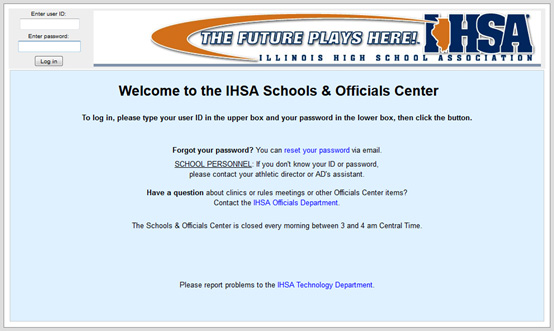 Enter user ID:
Enter password:
Log in
THE FUTURE PLAYS HERE!
IHSA
ILLINOIS HIGH SCHOOL ASSOCIATION
Welcome to the IHSA Schools & Officials Center
To log in, please type your user ID in the upper box and your password in the lower box, then click the button.
Forgot your password? You can reset your password via email.
SCHOOL PERSONNEL: If you don't know your ID or password,
please contact your athletic director or AD's assistant.
Have a question about clinics or rules meetings or other Officials Center items?
Contact the IHSA Officials Department.
The Schools & Officials Center is closed every morning between 3 and 4 am Central Time.
Please report problems to the IHSA Technology Department.